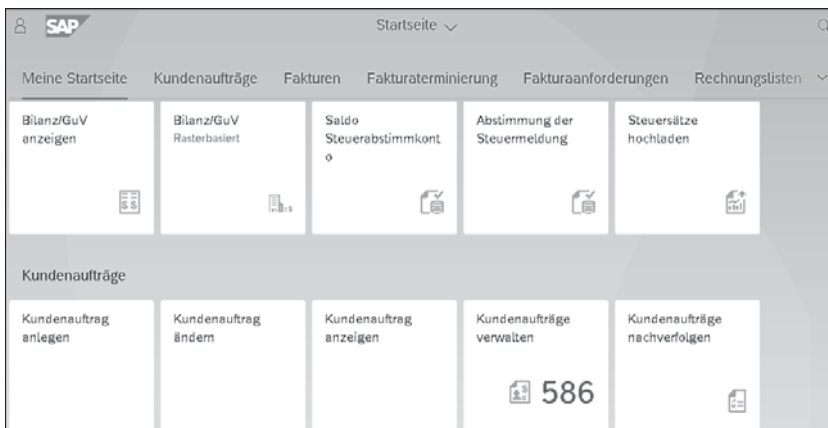 SAP Startseite
Meine Startseite Kundenaufträge Fakturen Fakturaterminierung Fakturaanforderungen Rechnungslisten
Bilanz/GuV
anzeigen
Bilanz/GuV
Rasterbasiert
Saldo
Steuerabstimmkont
o
Abstimmung der
Steuermeldung
Steuersätze
hochladen
Kundenaufträge
Kundenauftrag
anlegen
Kundenauftrag
ändern
Kundenauftrag
anzeigen
Kundenaufträge
verwalten
586
Kundenaufträge
nachverfolgen